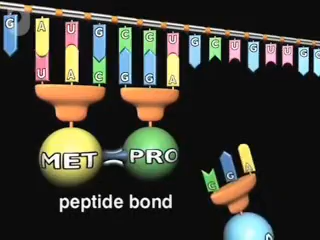 G A U G C C U G C U G U U G C
U A C G G A
MET PRO
C G A
peptide bond